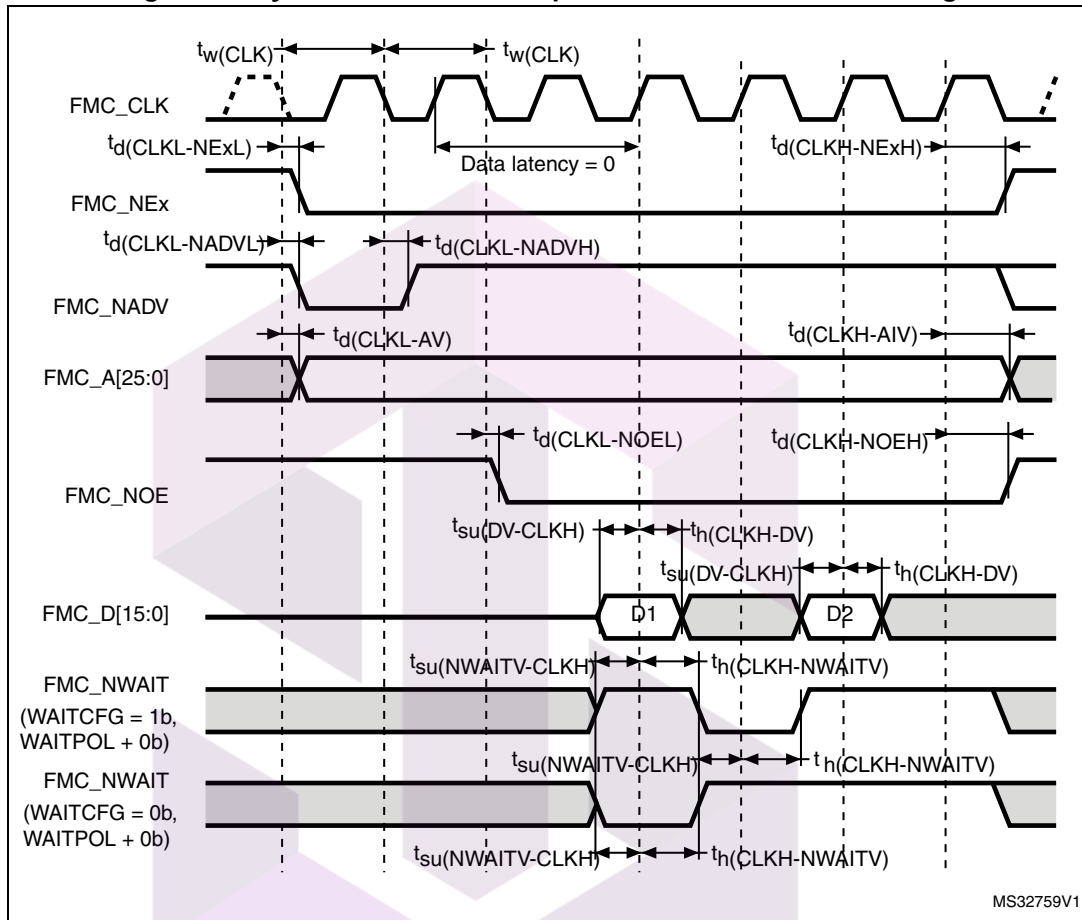 tw(CLK) tw(CLK)
FMC_CLK
td(CLKL-NExL) td(CLKH-NExH)
Data latency = 0
FMC_NEx
td(CLKL-NADVL) td(CLKL-NADVH)
FMC_NADV
td(CLKL-AV) td(CLKH-AIV)
FMC_A[25:0]
td(CLKL-NOEL) td(CLKH-NOEH)
FMC_NOE
tsu(DV-CLKH) th(CLKH-DV)
tsu(DV-CLKH) th(CLKH-DV)
FMC_D[15:0] D1 D2
tsu(NWAITV-CLKH) th(CLKH-NWAITV)
FMC_NWAIT
(WAITCFG = 1b,
WAITPOL + 0b)
tsu(NWAITV-CLKH) th(CLKH-NWAITV)
FMC_NWAIT
(WAITCFG = 0b,
WAITPOL + 0b)
tsu(NWAITV-CLKH) th(CLKH-NWAITV)
MS32759V1